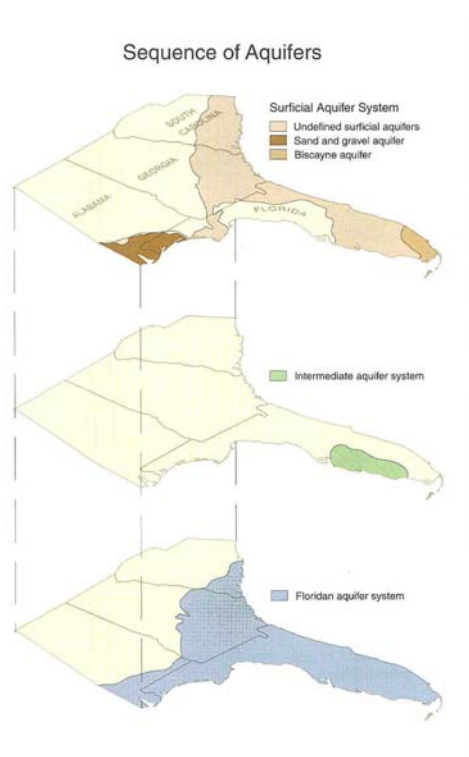 Sequence of Aquifers
Surficial Aquifer System
Undefined surficial aquifers
Sand and gravel aquifer
Biscayne aquifer
SOUTH
CAROLINA
GEORGIA
ALABAMA
FLORIDA
Intermediate aquifer system
Floridan aquifer system